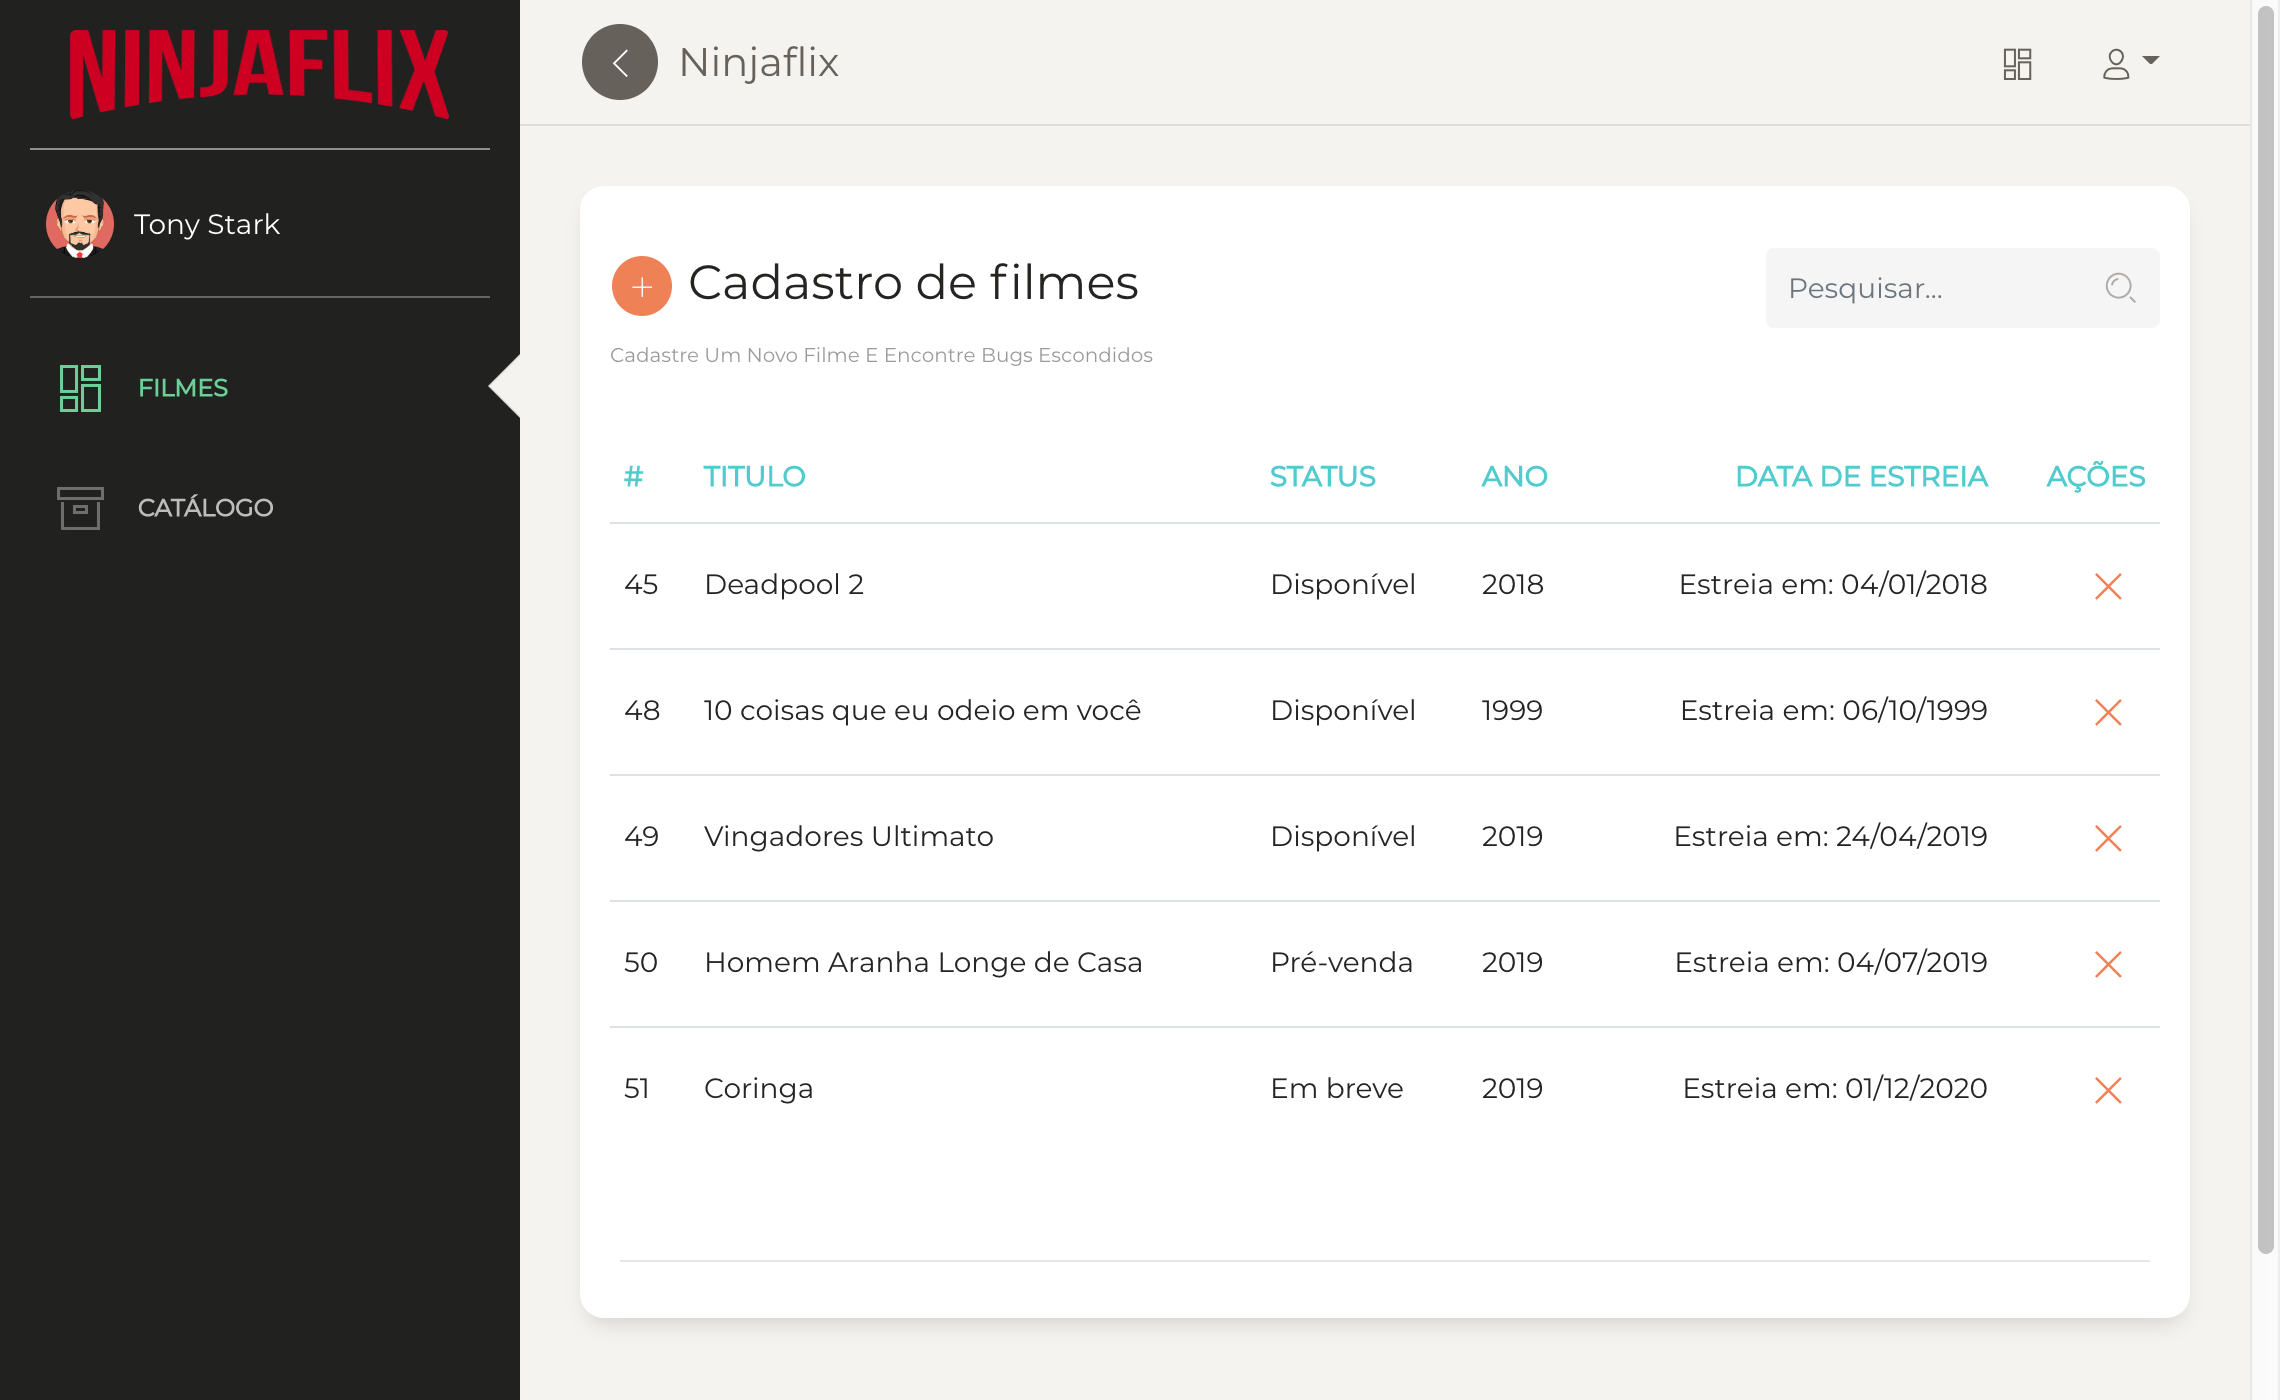 NINJAFLIX
Tony Stark
FILMES
CATÁLOGO
Ninjaflix
Cadastro de filmes
Pesquisar...
Cadastre Um Novo Filme E Encontre Bugs Escondidos
# TITULO STATUS ANO DATA DE ESTREIA AÇÕES
45 Deadpool 2 Disponível 2018 Estreia em: 04/01/2018
48 10 coisas que eu odeio em você Disponível 1999 Estreia em: 06/10/1999
49 Vingadores Ultimato Disponível 2019 Estreia em: 24/04/2019
50 Homem Aranha Longe de Casa Pré-venda 2019 Estreia em: 04/07/2019
51 Coringa Em breve 2019 Estreia em: 01/12/2020